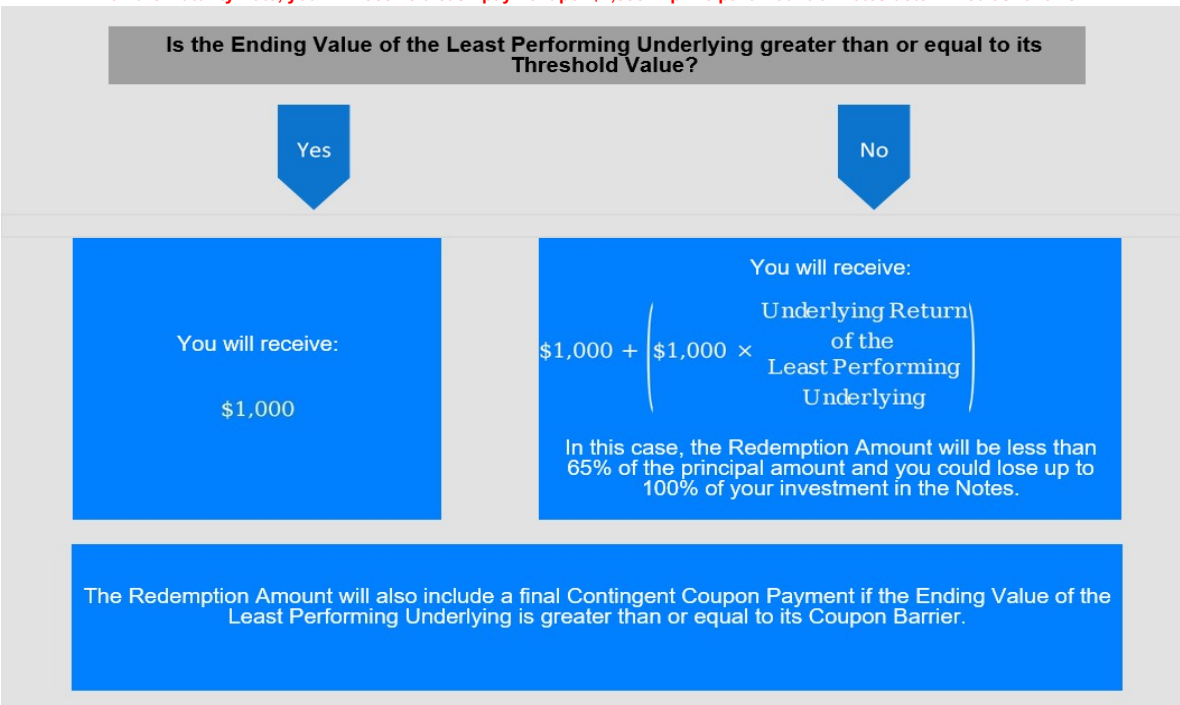 Is the Ending Value of the Least Performing Underlying greater than or equal to its
Threshold Value?
Yes
No
You will receive:
$1,000
You will receive:
$1,000 + ($1,000 × Underlying Return
of the
Least Performing
Underlying)
In this case, the Redemption Amount will be less than
65% of the principal amount and you could lose up to
100% of your investment in the Notes.
The Redemption Amount will also include a final Contingent Coupon Payment if the Ending Value of the
Least Performing Underlying is greater than or equal to its Coupon Barrier.